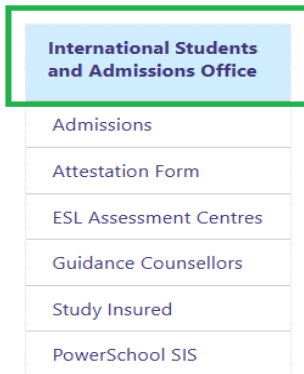 International Students
and Admissions Office
Admissions
Attestation Form
ESL Assessment Centres
Guidance Counsellors
Study Insured
PowerSchool SIS